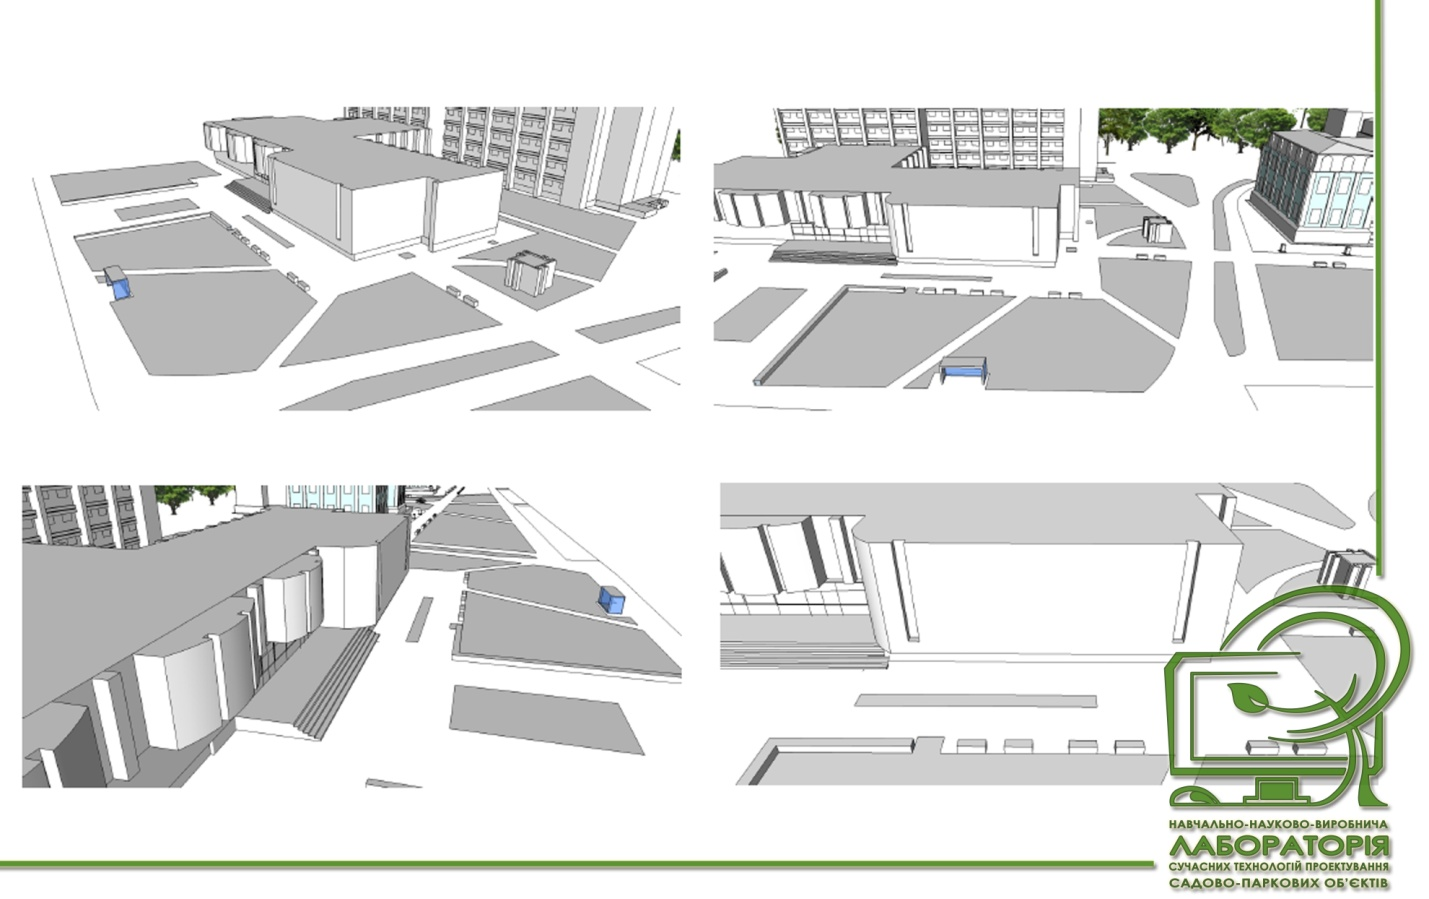 НАВЧАЛЬНО-НАУКОВО-ВИРОБНИЧА
ЛАБОРАТОРІЯ
СУЧАСНИХ ТЕХНОЛОГІЙ ПРОЕКТУВАННЯ
САДОВО-ПАРКОВИХ ОБ'ЄКТІВ